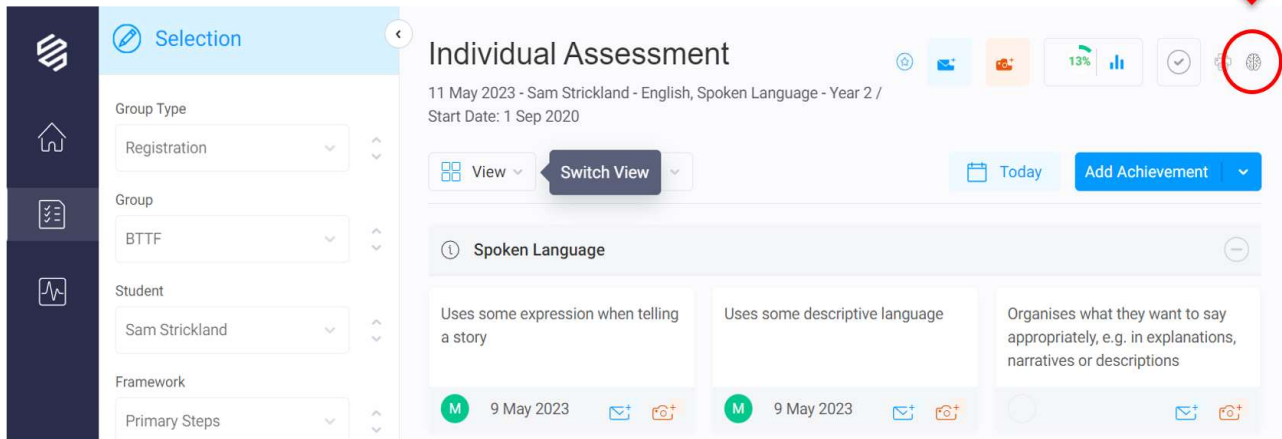 Selection
Group Type
Registration
Group
BTTF
Student
Sam Strickland
Framework
Primary Steps
Individual Assessment
11 May 2023 - Sam Strickland - English, Spoken Language - Year 2 /
Start Date: 1 Sep 2020
13%
View
Switch View
Today
Add Achievement
Spoken Language
Uses some expression when telling
a story
M 9 May 2023
Uses some descriptive language
M 9 May 2023
Organises what they want to say
appropriately, e.g. in explanations,
narratives or descriptions